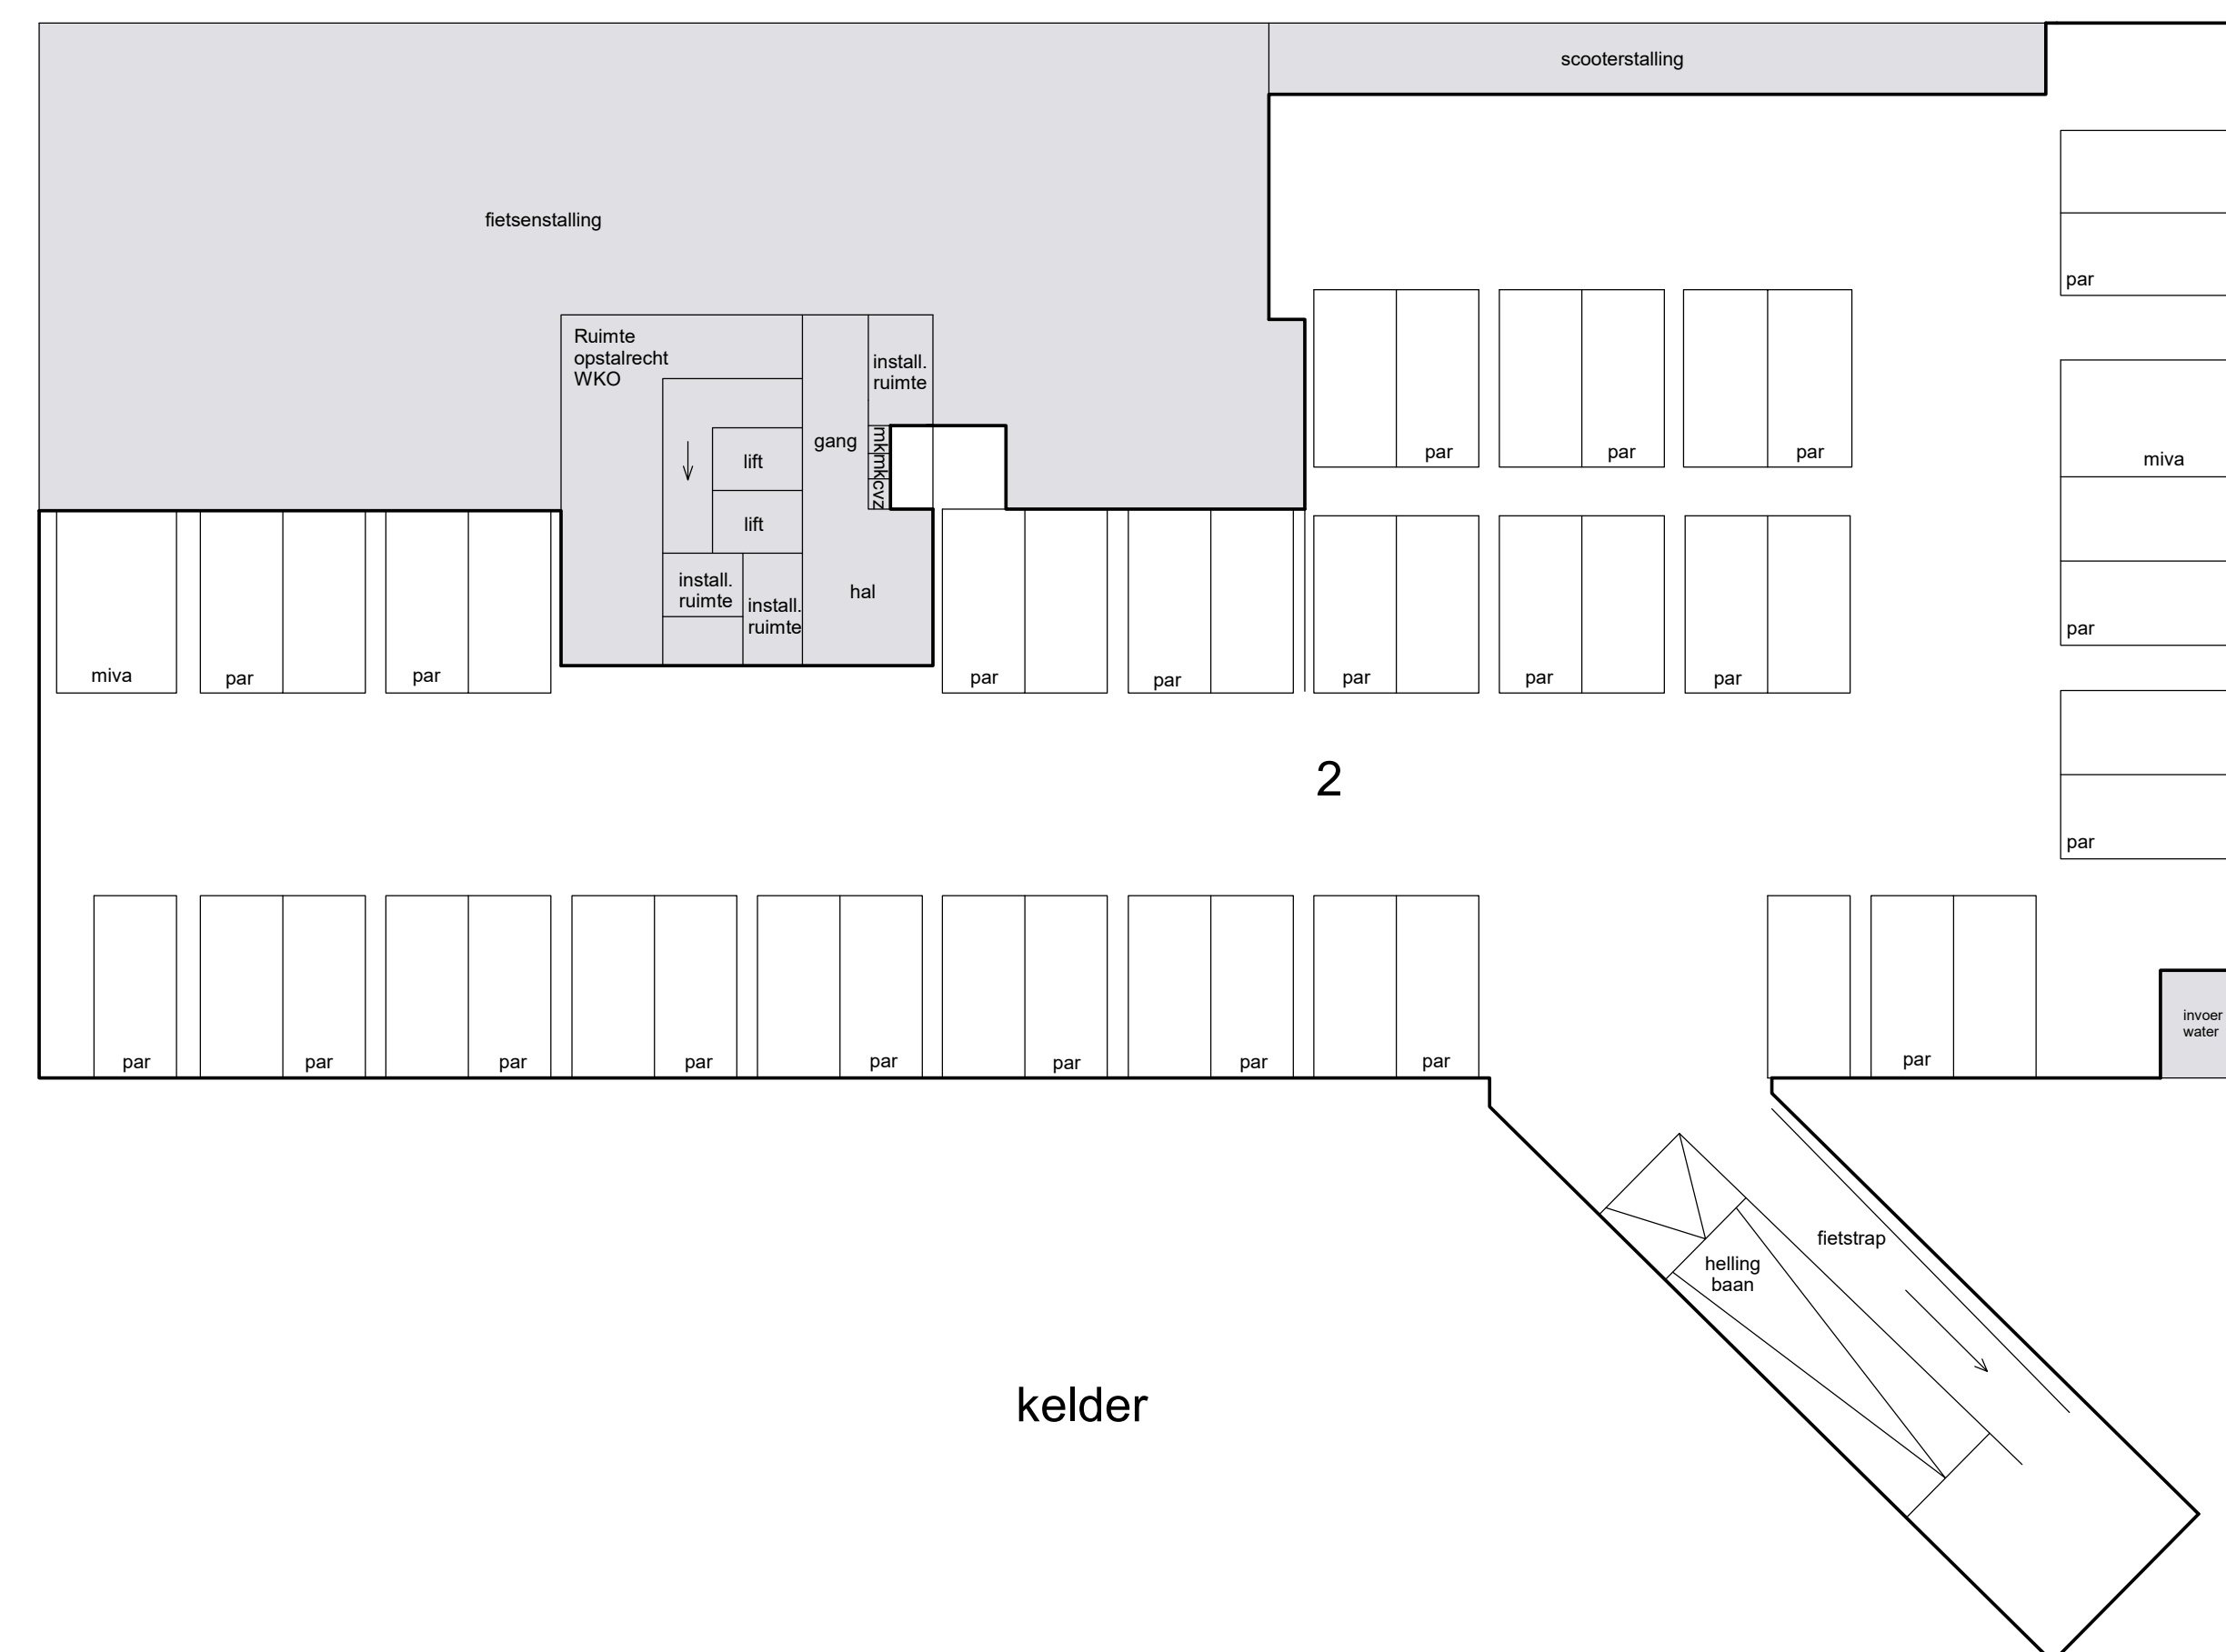 scooterstalling
fietsenstalling
par
Ruimte
opstalrecht
WKO
install.
ruimte
gang
mk
mk
cvz
lift
lift
par
par
par
miva
install.
ruimte
install.
ruimte
hal
par
miva
par
par
par
par
par
par
par
2
par
par
par
par
par
par
par
par
par
par
invoer
water
fietstrap
helling
baan
kelder